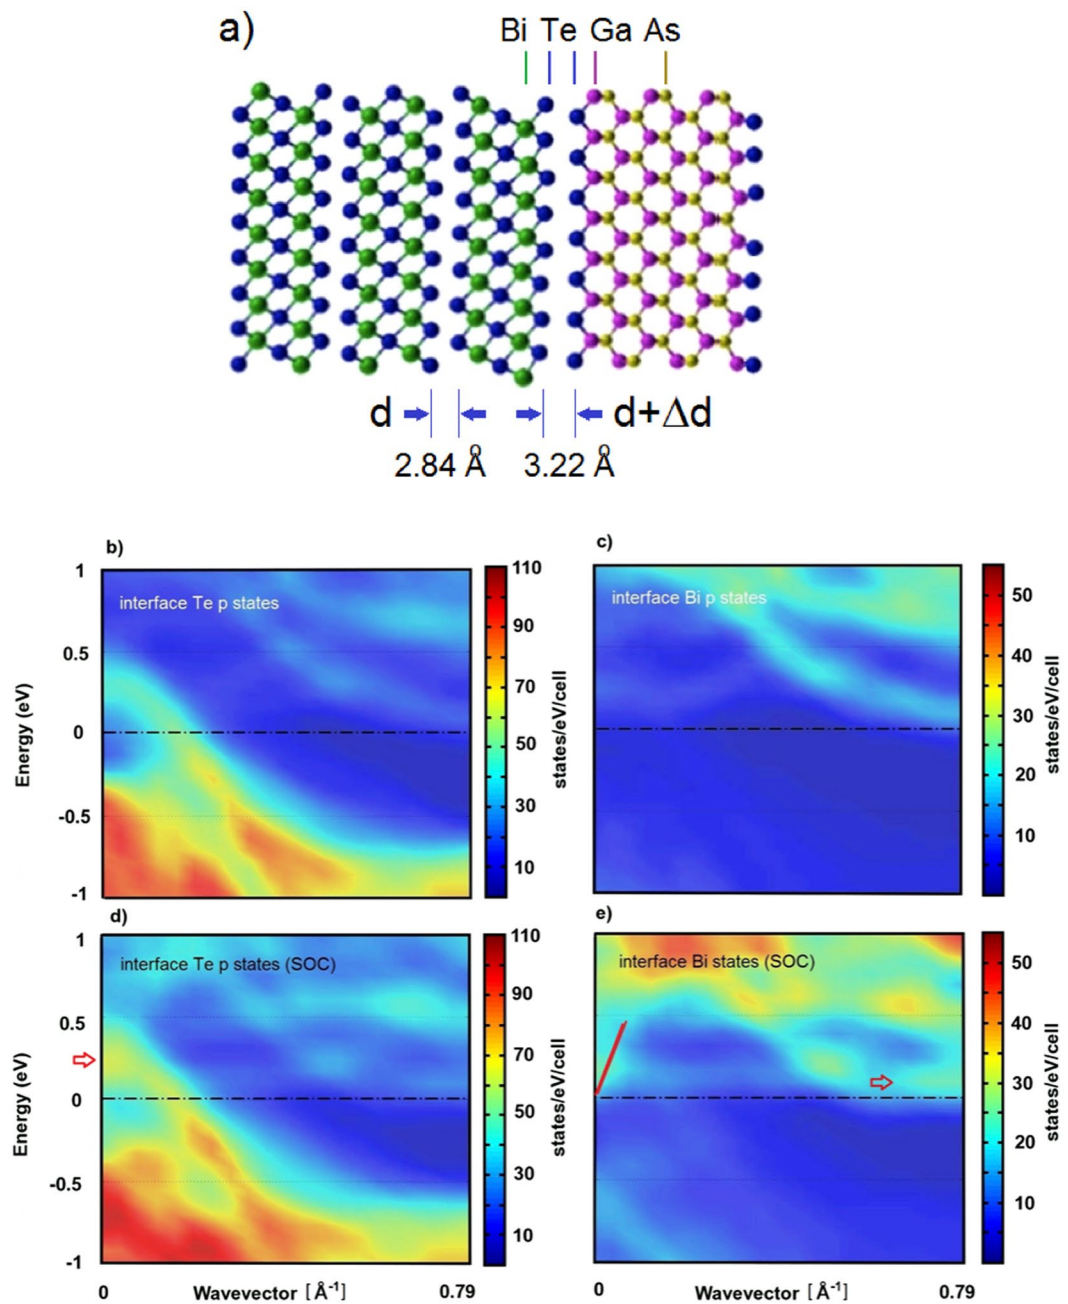 a)
Bi Te Ga As
d d+Δd
2.84 Å 3.22 Å
b)
interface Te p states
1
0.5
0
-0.5
-1
Energy (eV)
110
90
70
50
30
10
states/eV/cell
c)
interface Bi p states
50
40
30
20
10
states/eV/cell
d)
interface Te p states (SOC)
1
0.5
0
-0.5
-1
Energy (eV)
110
90
70
50
30
10
states/eV/cell
0 Wavevector [Å-1] 0.79
e)
interface Bi states (SOC)
50
40
30
20
10
states/eV/cell
0 Wavevector [Å-1] 0.79